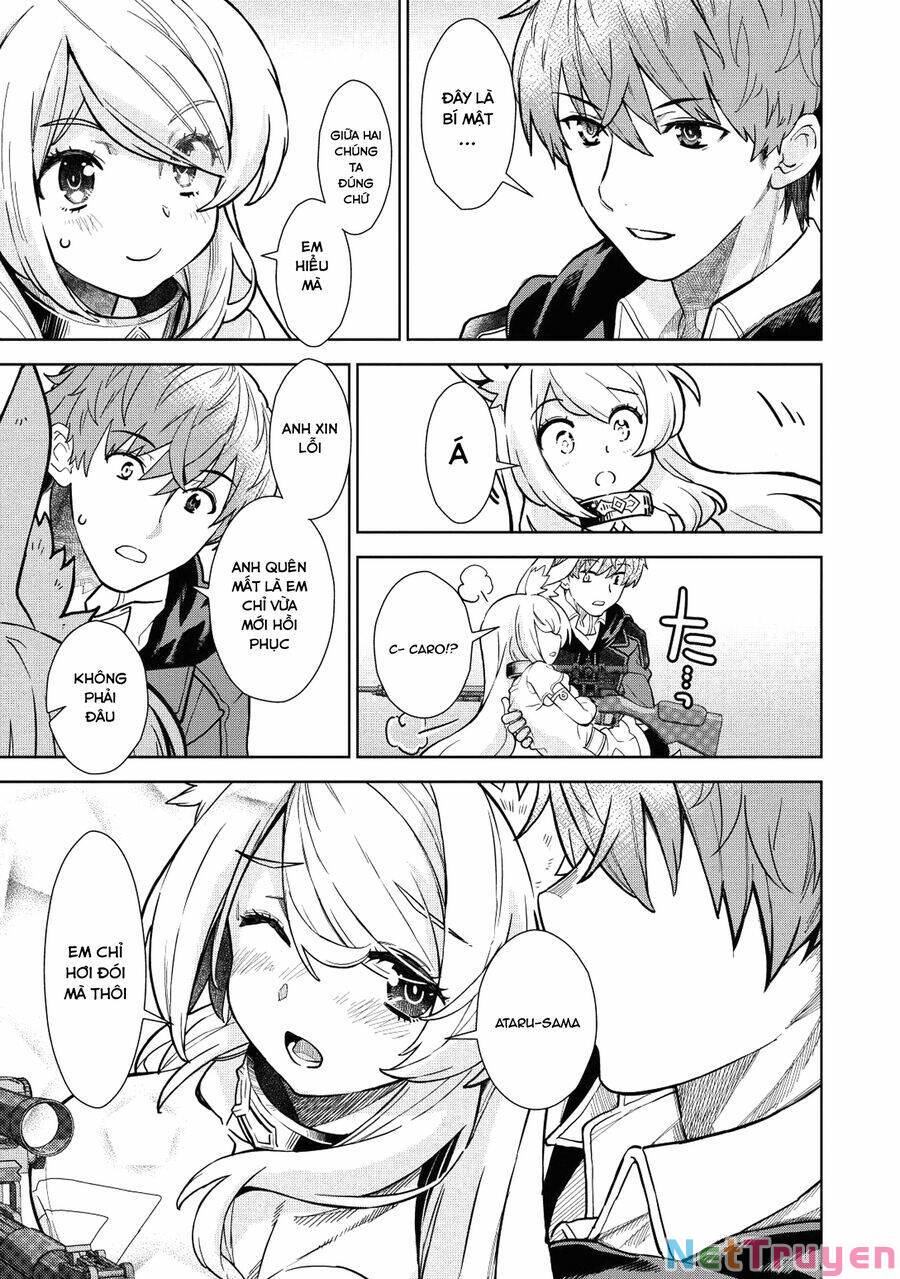 ĐÂY LÀ
BÍ MẬT
...
GIỮA HAI
CHÚNG
TA
ĐÚNG
CHỨ
EM
HIỂU
MÀ
Á
C- CARO!?
たた...
ANH XIN
LỖI
ANH QUÊN
MẤT LÀ EM
CHỈ VỪA
MỚI HỒI
PHỤC
KHÔNG
PHẢI
ĐÂU
ATARU-SAMA
EM CHỈ
HƠI ĐÓI
MÀ THÔI
NetTruyen